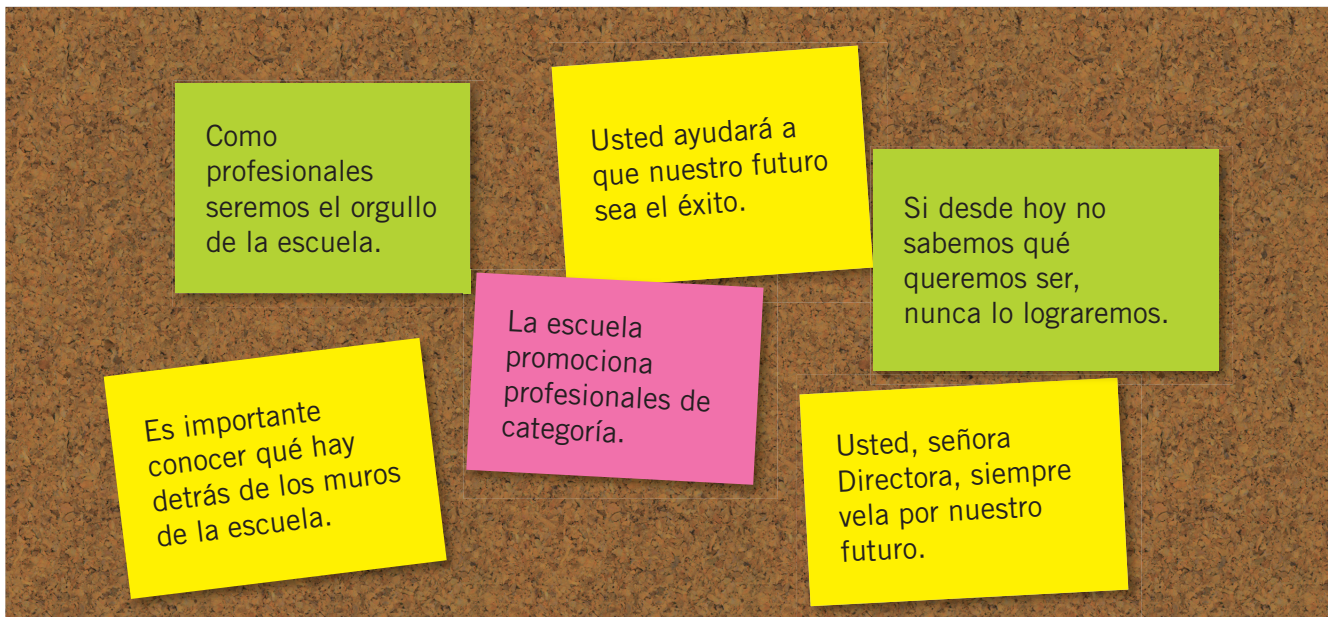 Como
profesionales
seremos el orgullo
de la escuela.
Usted ayudará a
que nuestro futuro
sea el éxito.
Si desde hoy no
sabemos qué
queremos ser,
nunca lo lograremos.
La escuela
promociona
profesionales de
categoría.
Es importante
conocer qué hay
detrás de los muros
de la escuela.
Usted, señora
Directora, siempre
vela por nuestro
futuro.